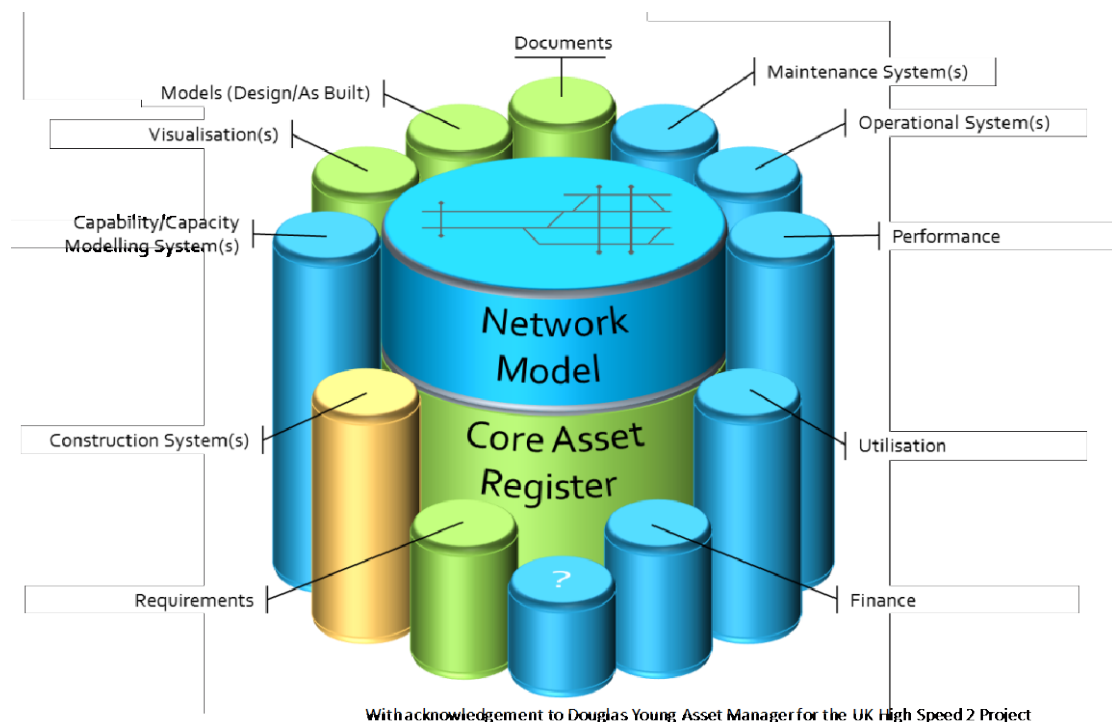 Documents
Models (Design/As Built)
Maintenance System(s)
Visualisation(s)
Operational System(s)
Capability/Capacity
Modelling System(s)
Performance
Network
Model
Construction System(s)
Core Asset
Register
Utilisation
Requirements
?
Finance
With acknowledgement to Douglas Young Asset Manager for the UK High Speed 2 Project